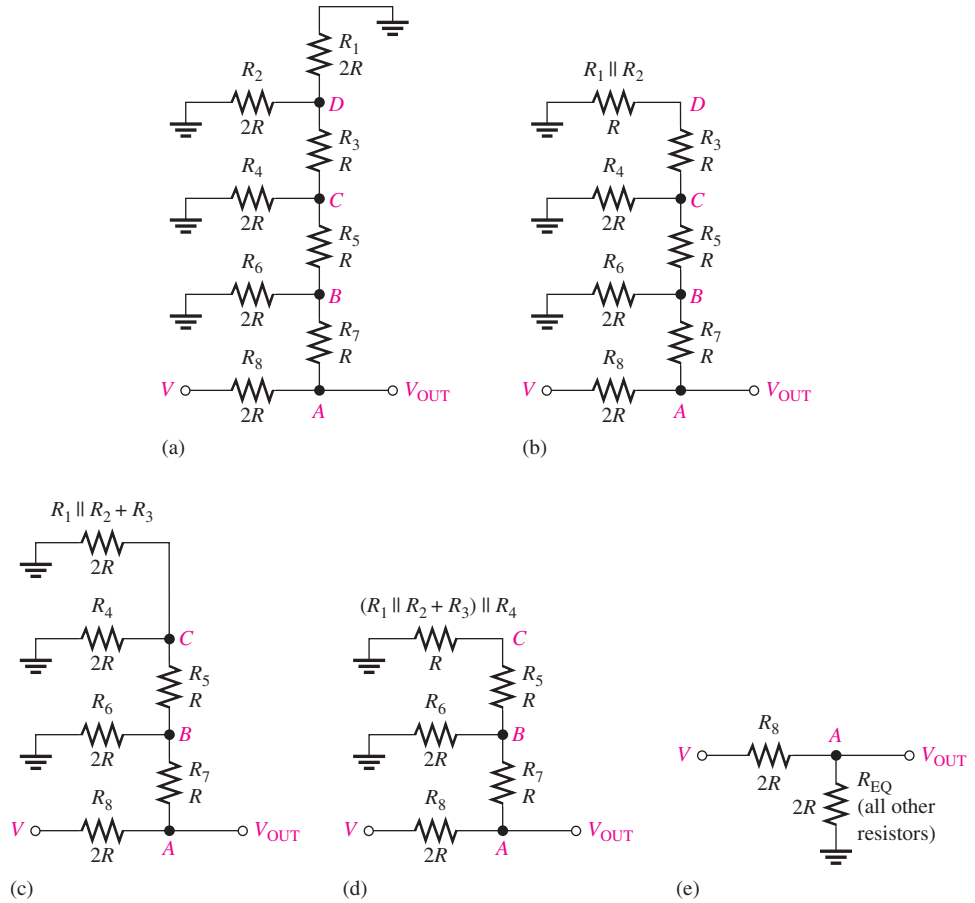 R1
2R
R2
2R
D
R3
R
R4
2R
C
R5
R
R6
2R
B
R7
R
V
R8
2R
A
VOUT
(a)
R1 || R2
R
D
R3
R
R4
2R
C
R5
R
R6
2R
B
R7
R
V
R8
2R
A
VOUT
(b)
R1 || R2 + R3
2R
R4
2R
C
R5
R
R6
2R
B
R7
R
V
R8
2R
A
VOUT
(c)
(R1 || R2 + R3) || R4
R
C
R5
R
R6
2R
B
R7
R
V
R8
2R
A
VOUT
(d)
V
R8
2R
A
VOUT
2R
REQ
(all other
resistors)
(e)